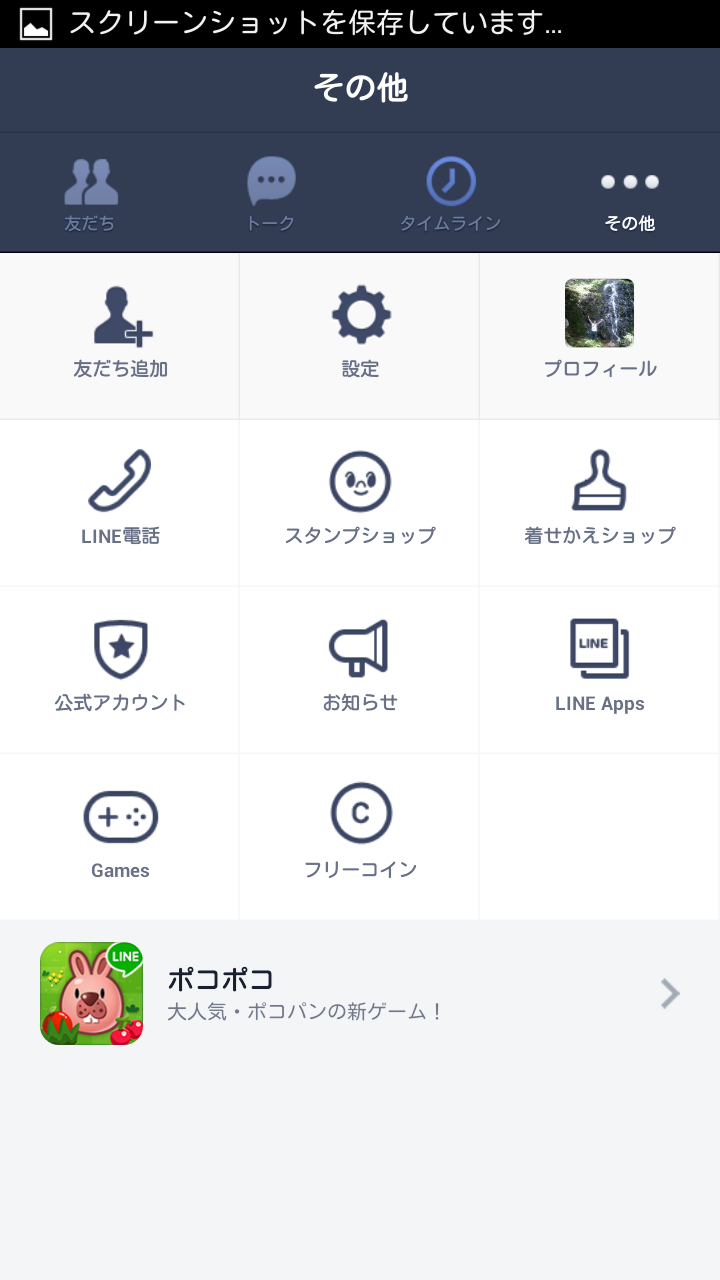 スクリーンショットを保存しています...
その他
友だち
トーク
タイムライン
その他
友だち追加
設定
プロフィール
LINE電話
スタンプショップ
着せかえショップ
公式アカウント
お知らせ
LINE
LINE Apps
C
Games
フリーコイン
LINE
ポコポコ
大人気・ポコパンの新ゲーム！